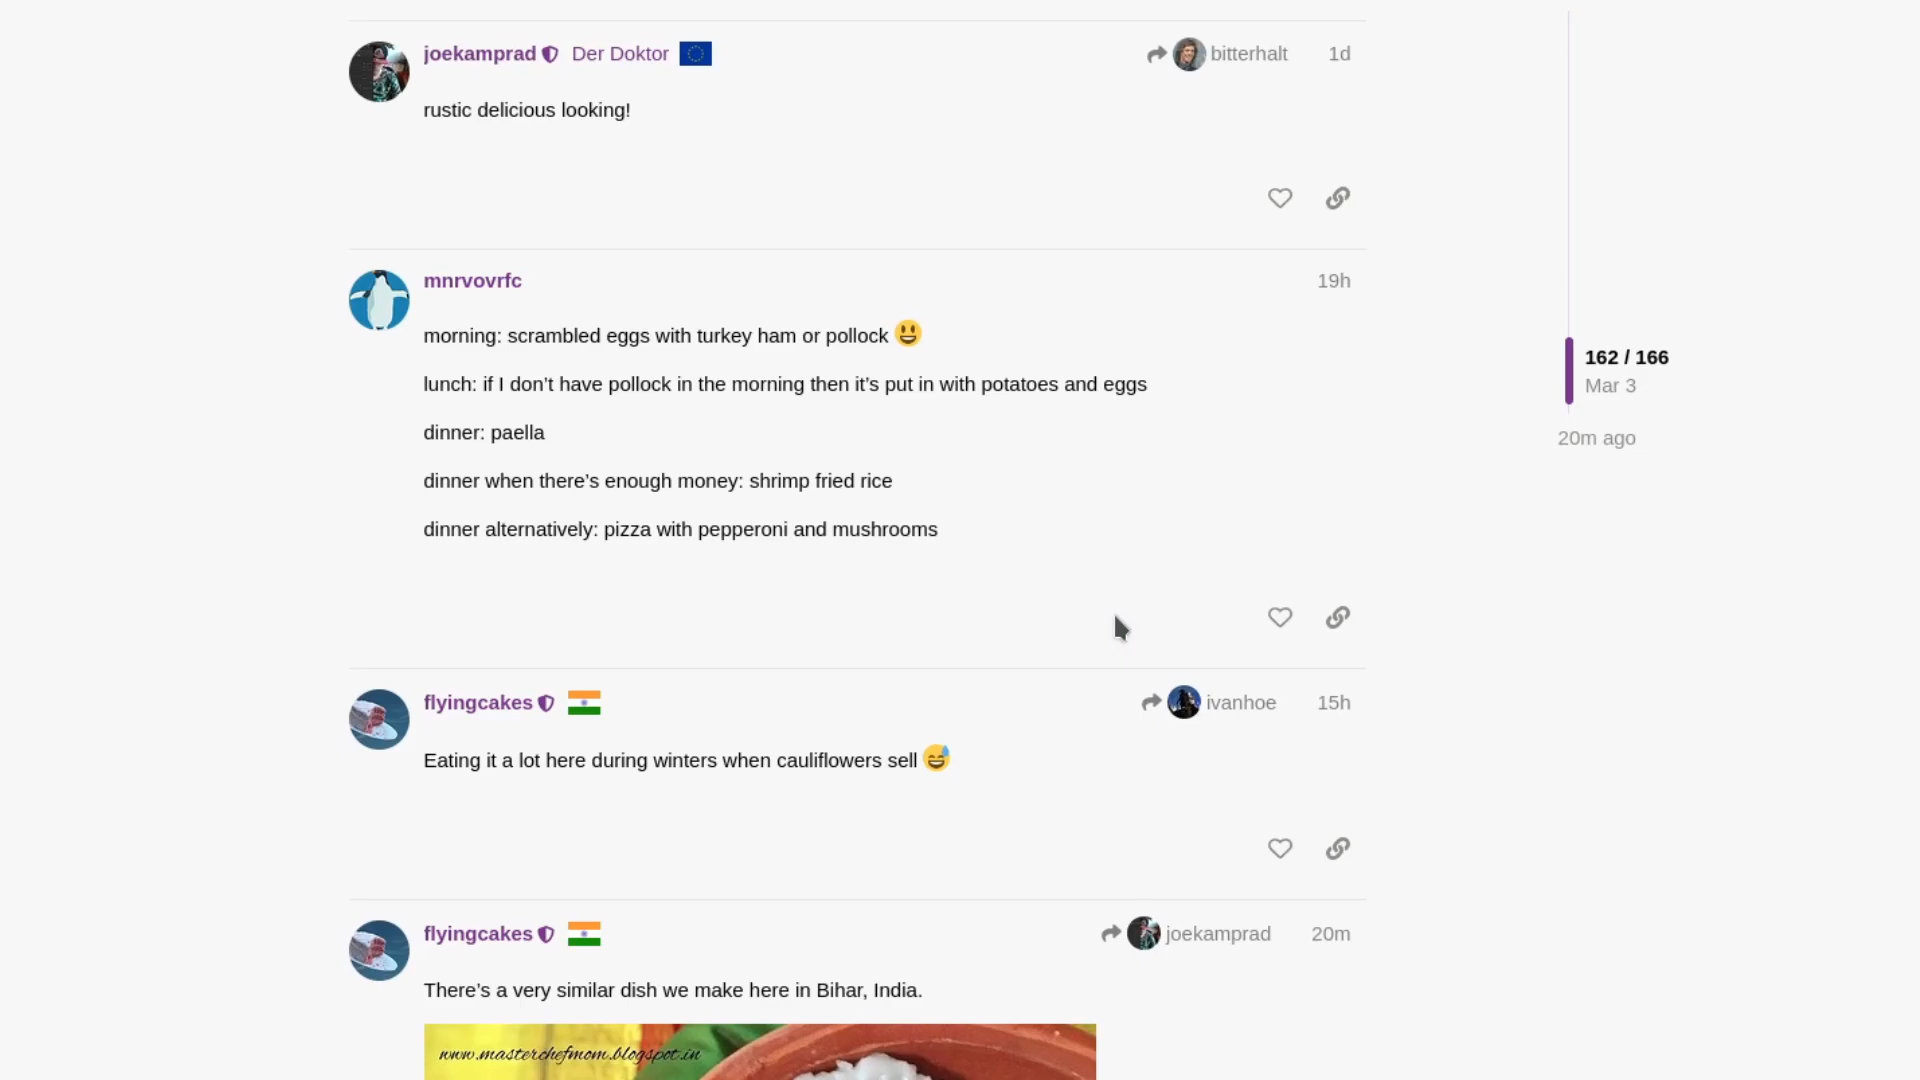 joekamprad Der Doktor bitterhalt 1d
rustic delicious looking!
mnrvovrfc 19h
morning: scrambled eggs with turkey ham or pollock 😃
lunch: if I don’t have pollock in the morning then it’s put in with potatoes and eggs
162 / 166
Mar 3
dinner: paella
20m ago
dinner when there’s enough money: shrimp fried rice
dinner alternatively: pizza with pepperoni and mushrooms
flyingcakes ivanhoe 15h
Eating it a lot here during winters when cauliflowers sell 😅
flyingcakes joekamprad 20m
There’s a very similar dish we make here in Bihar, India.
www.masterchefmom.blogspot.in